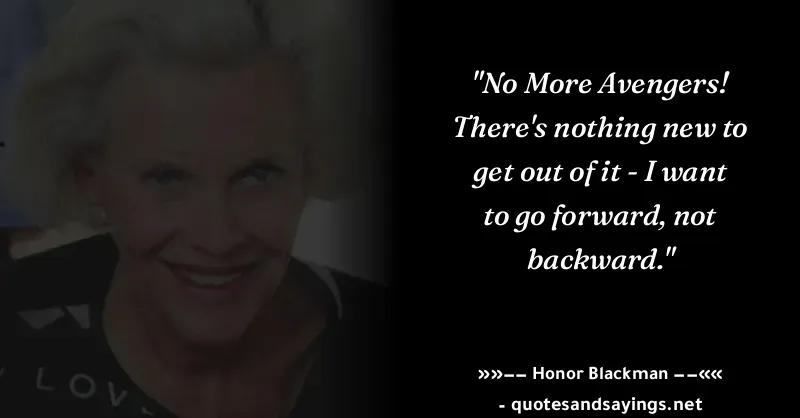 "No More Avengers!
There's nothing new to
get out of it - I want
to go forward, not
backward."
»»−− Honor Blackman −−««
- quotesandsayings.net
LOV